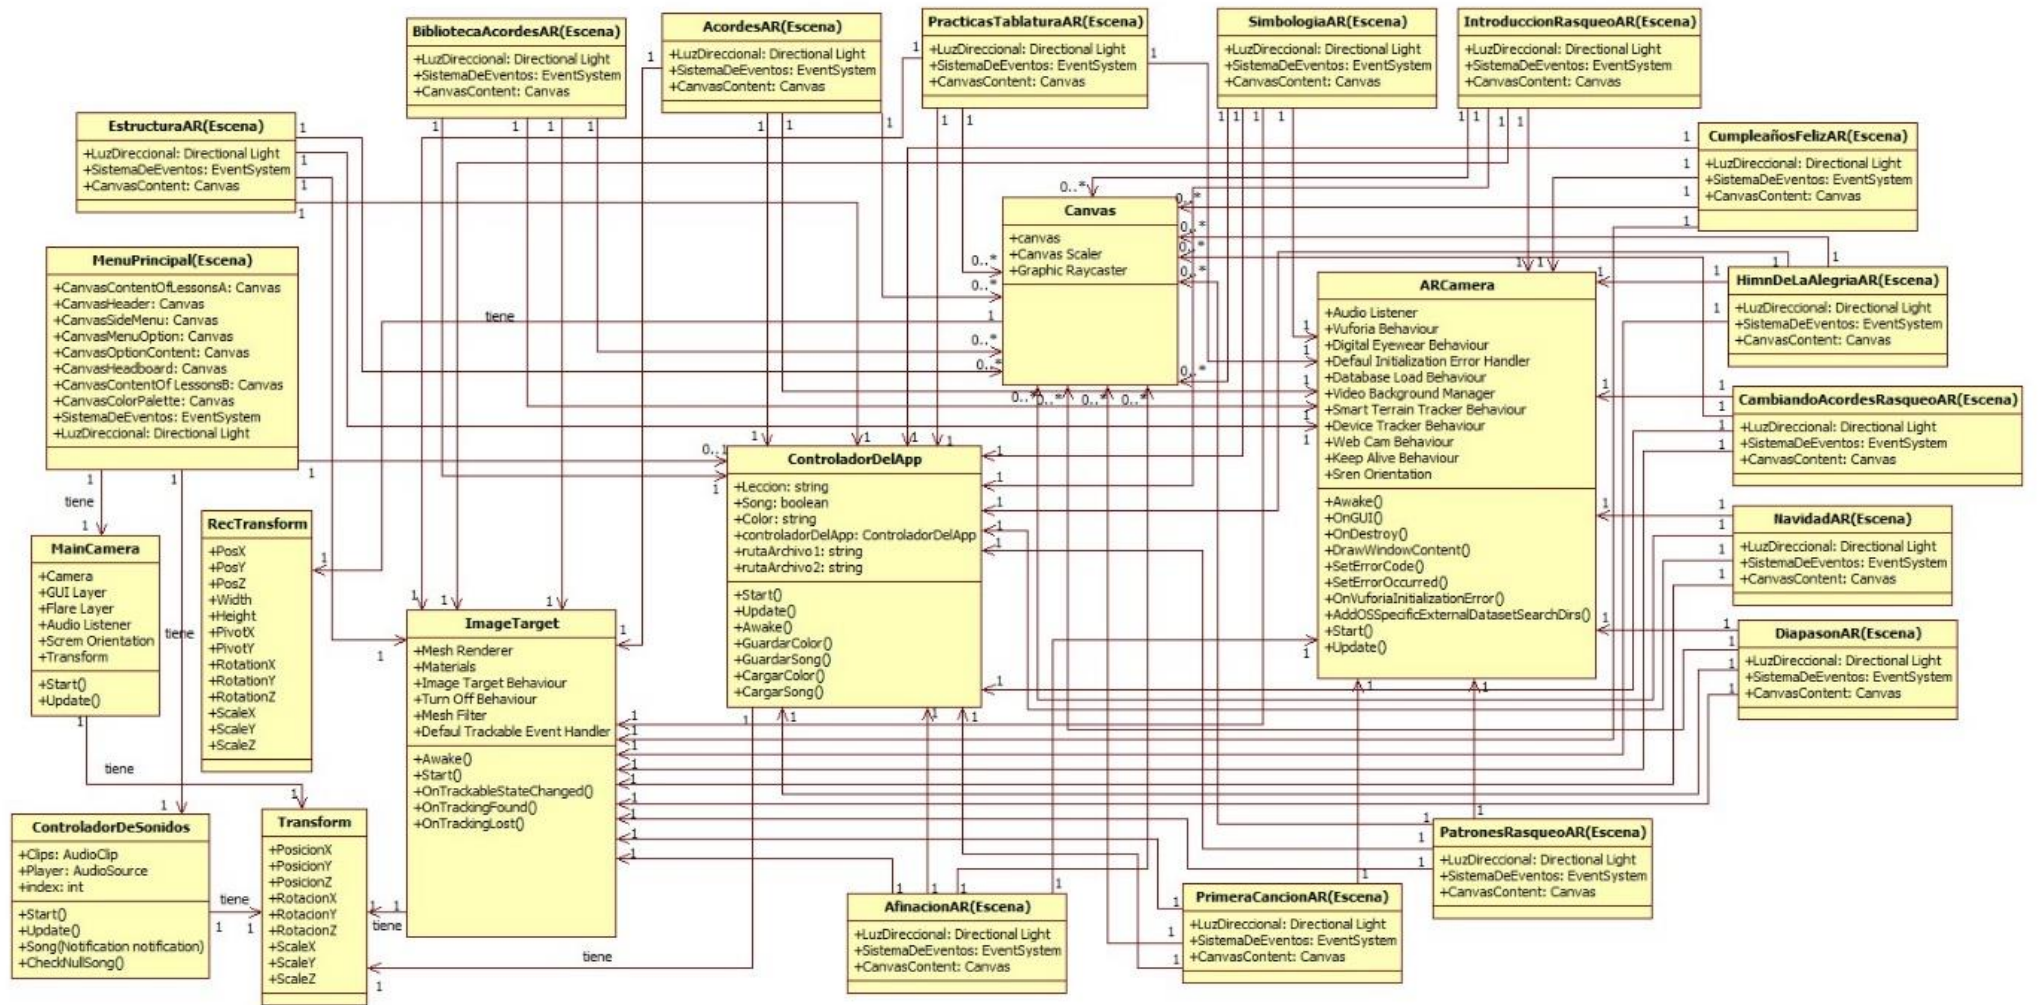 BibliotecaAcordesAR(Escena)
+LuzDireccional: Directional Light
+SistemaDeEventos: EventSystem
+CanvasContent: Canvas
AcordesAR(Escena)
+LuzDireccional: Directional Light
+SistemaDeEventos: EventSystem
+CanvasContent: Canvas
PracticasTablaturaAR(Escena)
+LuzDireccional: Directional Light
+SistemaDeEventos: EventSystem
+CanvasContent: Canvas
SimbologiaAR(Escena)
+LuzDireccional: Directional Light
+SistemaDeEventos: EventSystem
+CanvasContent: Canvas
IntroduccionRasqueoAR(Escena)
+LuzDireccional: Directional Light
+SistemaDeEventos: EventSystem
+CanvasContent: Canvas
EstructuraAR(Escena)
+LuzDireccional: Directional Light
+SistemaDeEventos: EventSystem
+CanvasContent: Canvas
CumpleañosFelizAR(Escena)
+LuzDireccional: Directional Light
+SistemaDeEventos: EventSystem
+CanvasContent: Canvas
Canvas
+canvas
+Canvas Scaler
+Graphic Raycaster
MenuPrincipal(Escena)
+CanvasContentOfLessonsA: Canvas
+CanvasHeader: Canvas
+CanvasSideMenu: Canvas
+CanvasMenuOption: Canvas
+CanvasOptionContent: Canvas
+CanvasHeadboard: Canvas
+CanvasContentOf LessonsB: Canvas
+CanvasColorPalette: Canvas
+SistemaDeEventos: EventSystem
+LuzDireccional: Directional Light
ARCamera
+Audio Listener
+Vuforia Behaviour
+Digital Eyewear Behaviour
+Defaul Initialization Error Handler
+Database Load Behaviour
+Video Background Manager
+Smart Terrain Tracker Behaviour
+Device Tracker Behaviour
+Web Cam Behaviour
+Keep Alive Behaviour
+Sren Orientation
+Awake()
+OnGUI()
+OnDestroy()
+DrawWindowContent()
+SetErrorCode()
+SetErrorOccurred()
+OnVuforiaInitializationError()
+AddOSSpecificExternalDatasetSearchDirs()
+Start()
+Update()
HimnDeLaAlegriaAR(Escena)
+LuzDireccional: Directional Light
+SistemaDeEventos: EventSystem
+CanvasContent: Canvas
CambiandoAcordesRasqueoAR(Escena)
+LuzDireccional: Directional Light
+SistemaDeEventos: EventSystem
+CanvasContent: Canvas
ControladorDelApp
+Leccion: string
+Song: boolean
+Color: string
+controladorDelApp: ControladorDelApp
+rutaArchivo1: string
+rutaArchivo2: string
+Start()
+Update()
+Awake()
+GuardarColor()
+GuardarSong()
+CargarColor()
+CargarSong()
NavidadAR(Escena)
+LuzDireccional: Directional Light
+SistemaDeEventos: EventSystem
+CanvasContent: Canvas
RecTransform
+PosX
+PosY
+PosZ
+Width
+Height
+PivotX
+PivotY
+RotationX
+RotationY
+RotationZ
+ScaleX
+ScaleY
+ScaleZ
MainCamera
+Camera
+GUI Layer
+Flare Layer
+Audio Listener
+Screm Orientation
+Transform
+Start()
+Update()
ImageTarget
+Mesh Renderer
+Materials
+Image Target Behaviour
+Turn Off Behaviour
+Mesh Filter
+Defaul Trackable Event Handler
+Awake()
+Start()
+OnTrackableStateChanged()
+OnTrackingFound()
+OnTrackingLost()
DiapasonAR(Escena)
+LuzDireccional: Directional Light
+SistemaDeEventos: EventSystem
+CanvasContent: Canvas
ControladorDeSonidos
+Clips: AudioClip
+Player: AudioSource
+index: int
+Start()
+Update()
+Song(Notification notification)
+CheckNullSong()
Transform
+PosicionX
+PosicionY
+PosicionZ
+RotacionX
+RotacionY
+RotacionZ
+ScaleX
+ScaleY
+ScaleZ
PatronesRasqueoAR(Escena)
+LuzDireccional: Directional Light
+SistemaDeEventos: EventSystem
+CanvasContent: Canvas
AfinacionAR(Escena)
+LuzDireccional: Directional Light
+SistemaDeEventos: EventSystem
+CanvasContent: Canvas
PrimeraCancionAR(Escena)
+LuzDireccional: Directional Light
+SistemaDeEventos: EventSystem
+CanvasContent: Canvas
tiene
tiene
tiene
tiene
tiene
tiene
tiene
0..*
0..*
0..*
0..*
0..1
1
1
1
1